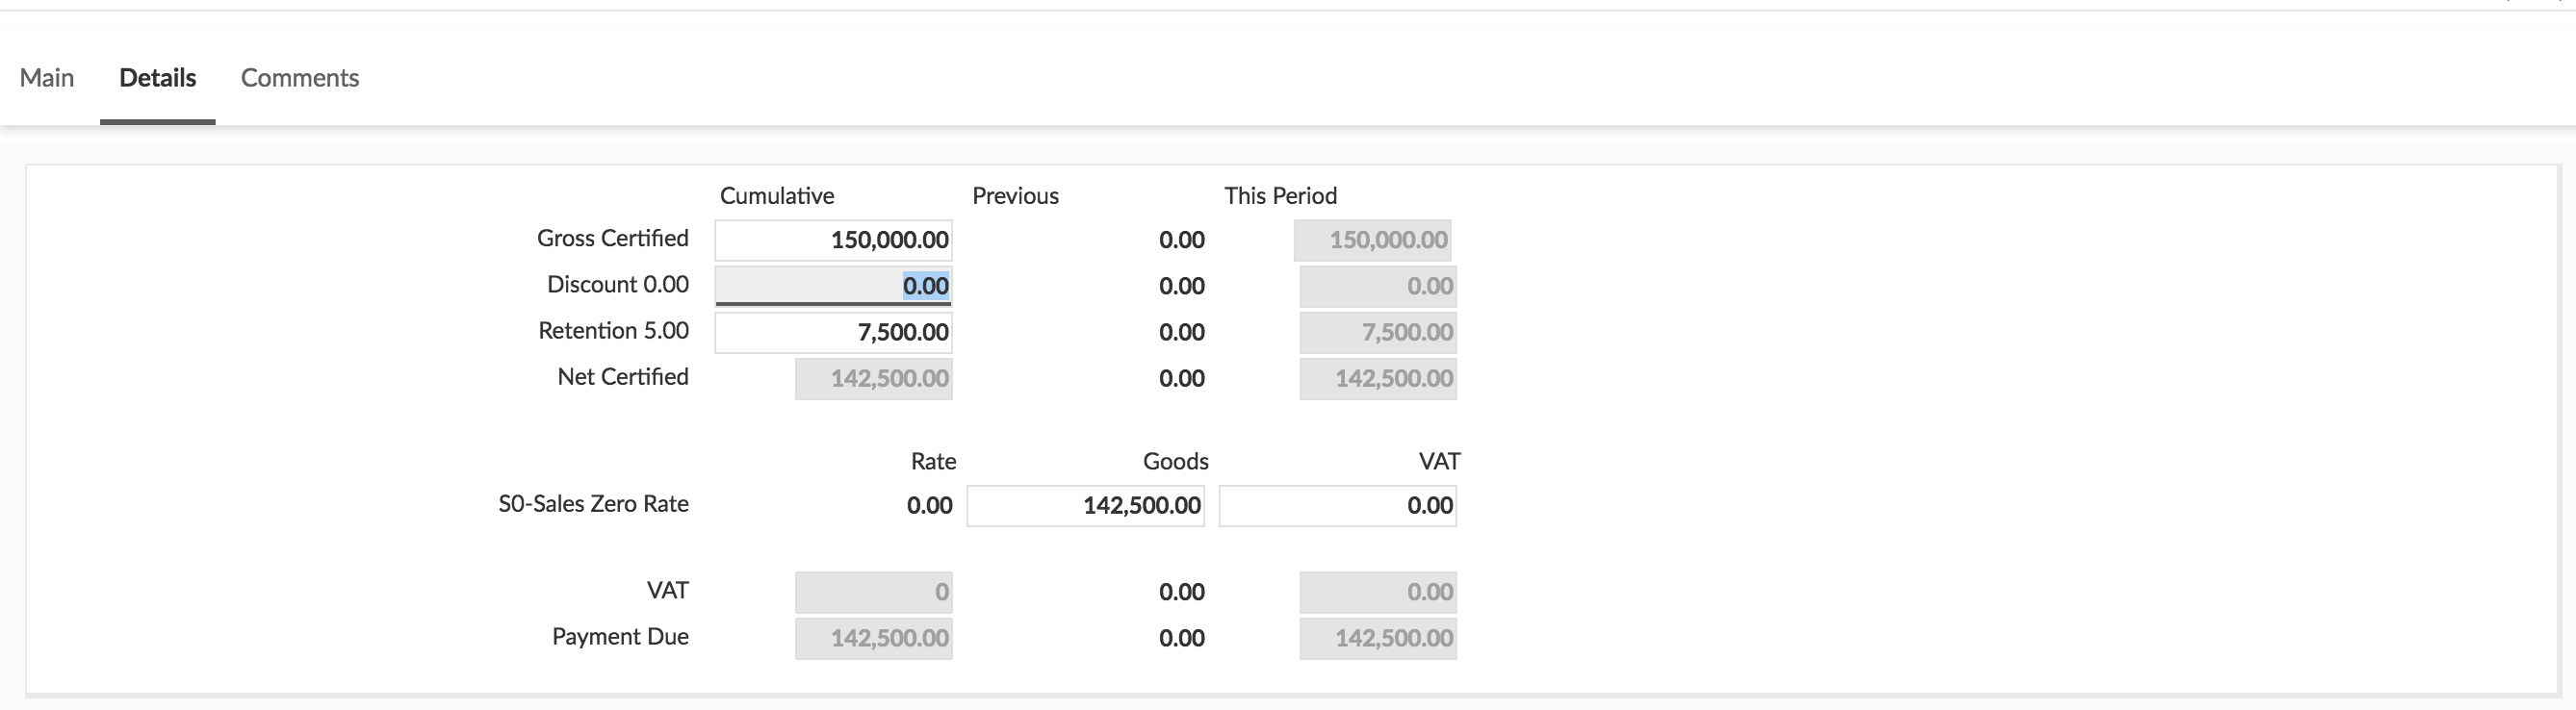 Main Details Comments
Cumulative Previous This Period
Gross Certified 150,000.00 0.00 150,000.00
Discount 0.00 0.00 0.00 0.00
Retention 5.00 7,500.00 0.00 7,500.00
Net Certified 142,500.00 0.00 142,500.00
Rate Goods VAT
S0-Sales Zero Rate 0.00 142,500.00 0.00
VAT 0 0.00 0.00
Payment Due 142,500.00 0.00 142,500.00